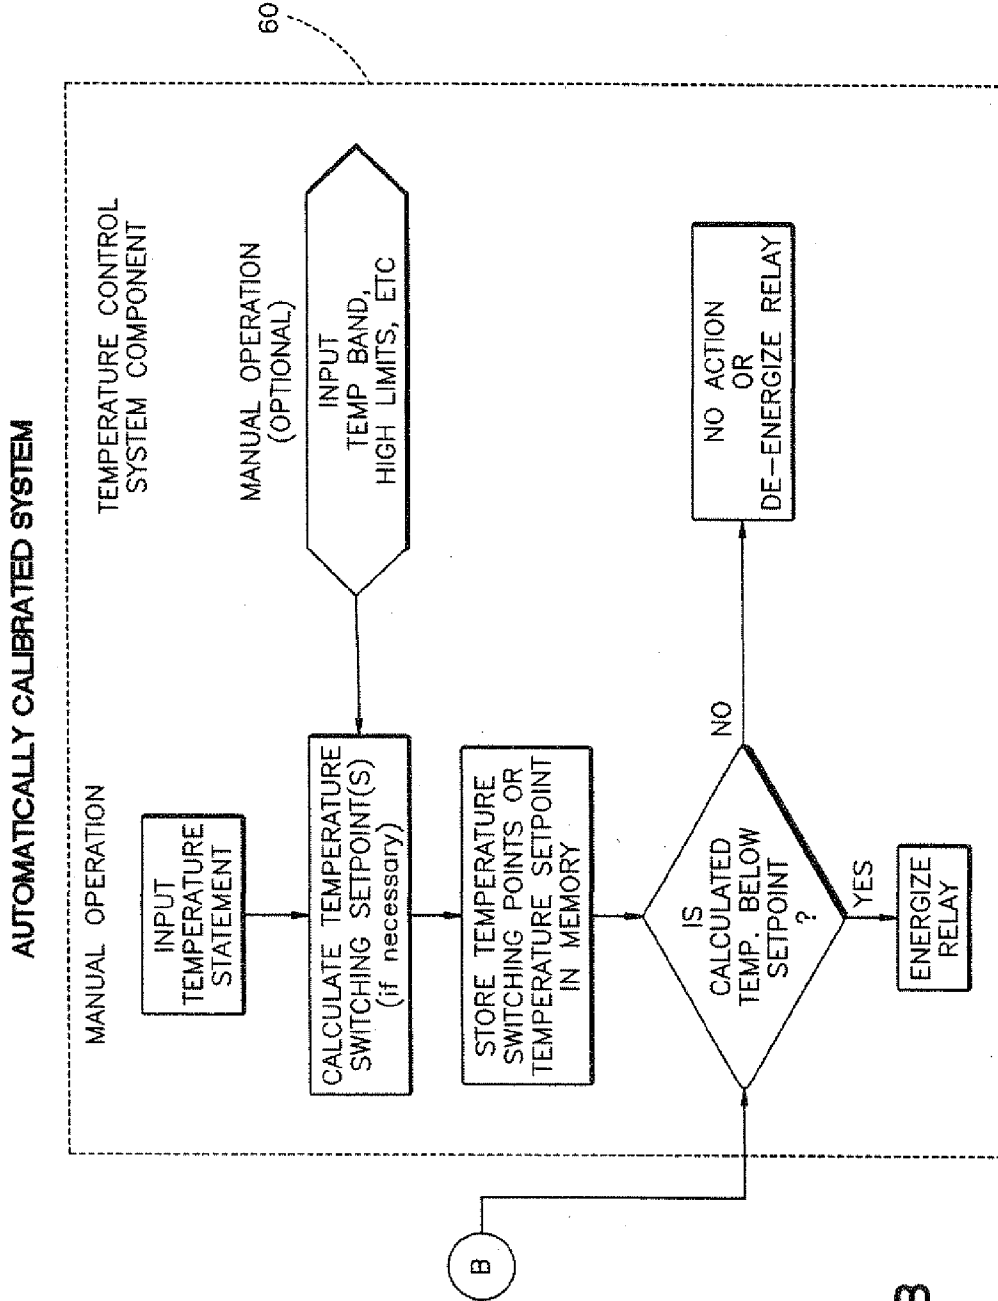 AUTOMATICALLY CALIBRATED SYSTEM
60
MANUAL OPERATION
TEMPERATURE CONTROL
SYSTEM COMPONENT
INPUT
TEMPERATURE
STATEMENT
MANUAL OPERATION
(OPTIONAL)
INPUT
TEMP BAND,
HIGH LIMITS, ETC
CALCULATE TEMPERATURE
SWITCHING SETPOINT(S)
(if necessary)
STORE TEMPERATURE
SWITCHING POINTS OR
TEMPERATURE SETPOINT
IN MEMORY
B
IS
CALCULATED
TEMP. BELOW
SETPOINT
?
NO
NO ACTION
OR
DE-ENERGIZE RELAY
YES
ENERGIZE
RELAY